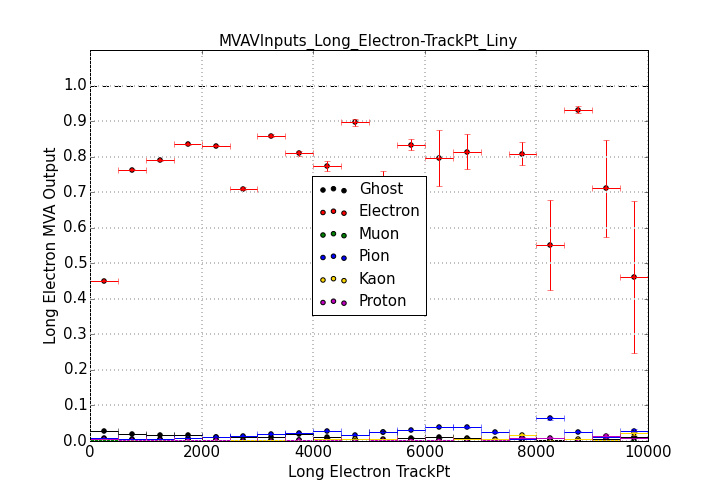 MVAVInputs_Long_Electron-TrackPt_Liny
1.0
0.9
0.8
0.7
0.6
0.5
0.4
0.3
0.2
0.1
0.0
Long Electron MVA Output
Ghost
Electron
Muon
Pion
Kaon
Proton
0 2000 4000 6000 8000 10000
Long Electron TrackPt